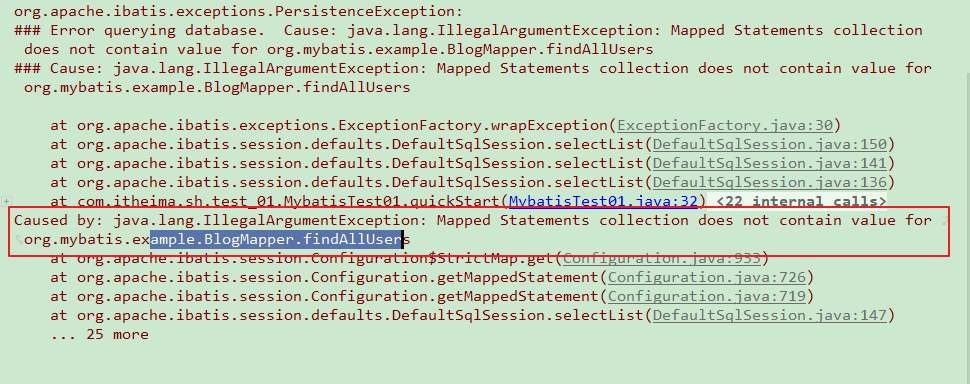 org.apache.ibatis.exceptions.PersistenceException:
### Error querying database.  Cause: java.lang.IllegalArgumentException: Mapped Statements collection
does not contain value for org.mybatis.example.BlogMapper.findAllUsers
### Cause: java.lang.IllegalArgumentException: Mapped Statements collection does not contain value for
org.mybatis.example.BlogMapper.findAllUsers
at org.apache.ibatis.exceptions.ExceptionFactory.wrapException(ExceptionFactory.java:30)
at org.apache.ibatis.session.defaults.DefaultSqlSession.selectList(DefaultSqlSession.java:150)
at org.apache.ibatis.session.defaults.DefaultSqlSession.selectList(DefaultSqlSession.java:141)
at org.apache.ibatis.session.defaults.DefaultSqlSession.selectList(DefaultSqlSession.java:136)
at com.itheima.sh.test_01.MybatisTest01.quickStart(MybatisTest01.java:32) <22 internal calls>
Caused by: java.lang.IllegalArgumentException: Mapped Statements collection does not contain value for
org.mybatis.example.BlogMapper.findAllUsers
at org.apache.ibatis.session.Configuration$StrictMap.get(Configuration.java:933)
at org.apache.ibatis.session.Configuration.getMappedStatement(Configuration.java:726)
at org.apache.ibatis.session.Configuration.getMappedStatement(Configuration.java:719)
at org.apache.ibatis.session.defaults.DefaultSqlSession.selectList(DefaultSqlSession.java:147)
... 25 more